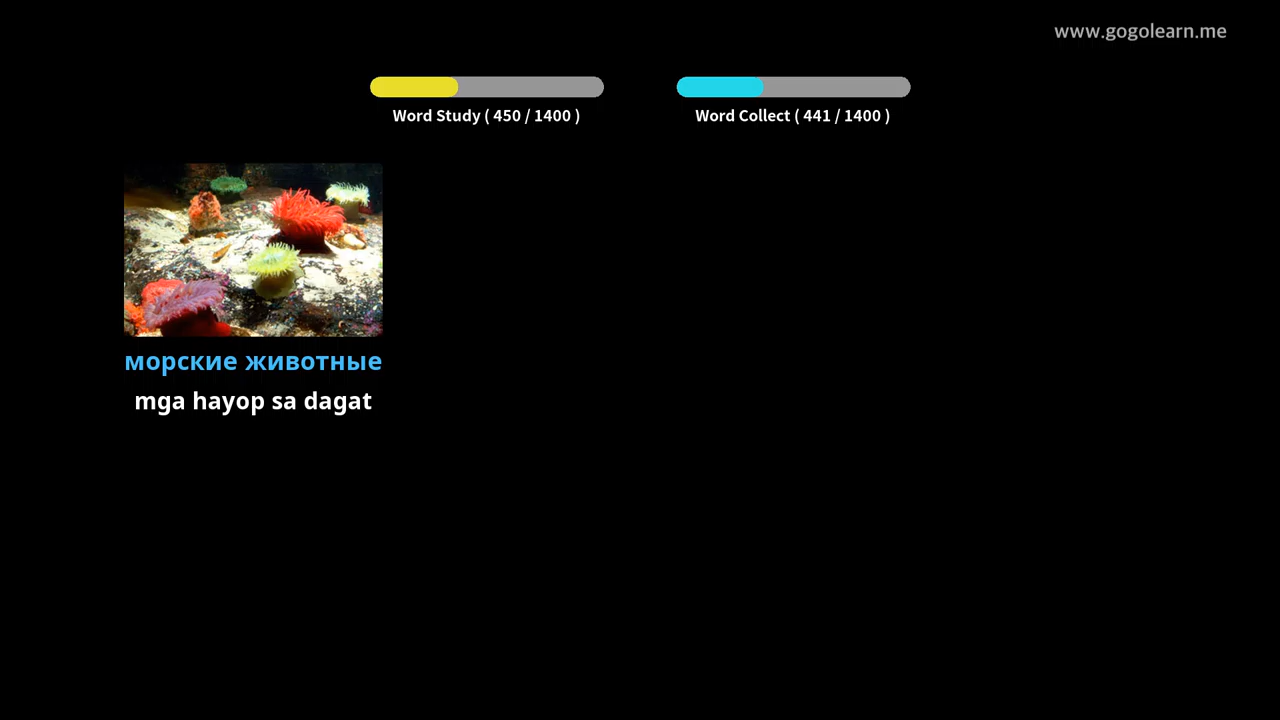 www.gogolearn.me
Word Study ( 450 / 1400 )
Word Collect ( 441 / 1400 )
морские животные
mga hayop sa dagat